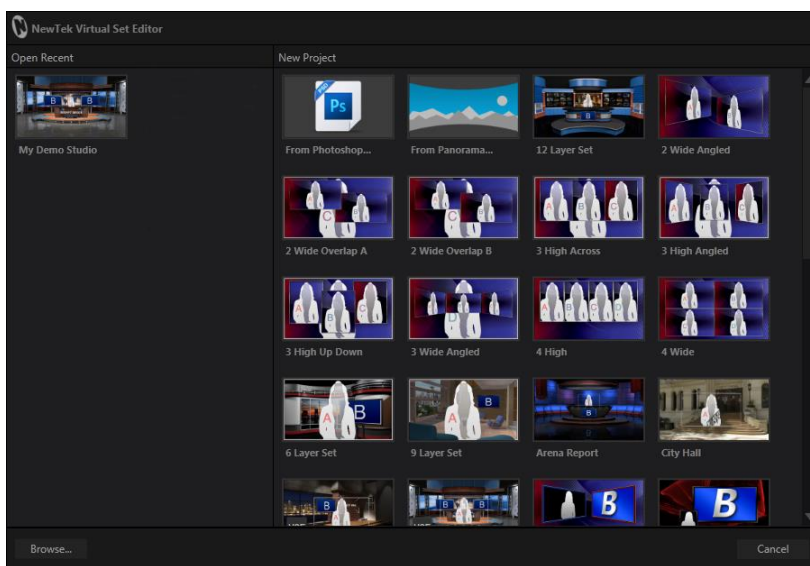 NewTek Virtual Set Editor
Open Recent
New Project
My Demo Studio
PRO
Ps
From Photoshop...
From Panorama...
12 Layer Set
2 Wide Angled
A
B
C
2 Wide Overlap A
C
B
2 Wide Overlap B
A
B
C
3 High Across
A
B
C
3 High Angled
A
B
C
3 High Up Down
D
3 Wide Angled
A
B
C
D
4 High
4 Wide
A
B
6 Layer Set
A
B
9 Layer Set
B
Arena Report
City Hall
B
B
B
B
Browse...
Cancel